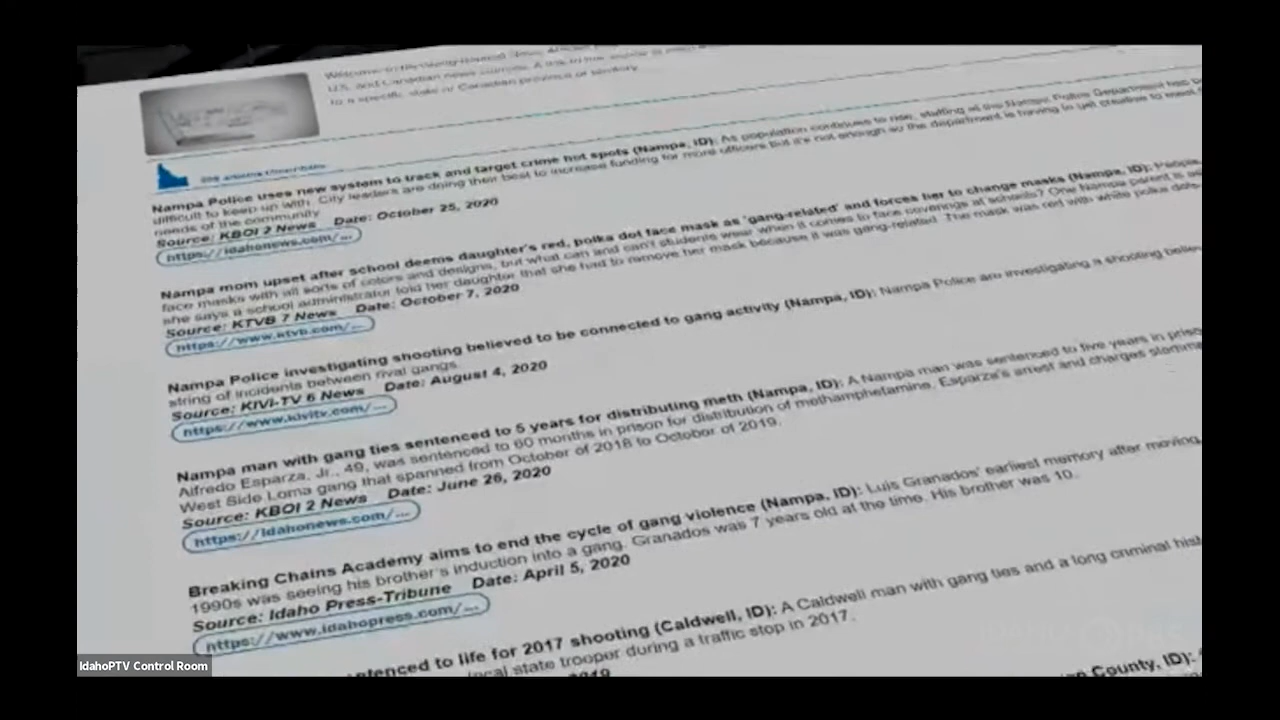 U.S. and Canadian news
to a specific state or Canadian province or territory.
Nampa Police uses new system to track and target crime hot spots (Nampa, ID): As population continues to rise, staffing at the Nampa Police Department has
difficult to keep up with. City leaders are doing their best to increase funding for more officers but it's not enough so the department is having to get creative to meet
needs of the community
Source: KBOI 2 News Date: October 25, 2020
https://idahonews.com/...
Nampa mom upset after school deems daughter's red, polka dot face mask as 'gang-related' and forces her to change masks (Nampa, ID): People
face masks with all sorts of colors and designs, but what can and can't students wear when it comes to face coverings at schools? One Nampa parent is
she says a school administrator told her daughter that she had to remove her mask because it was gang-related. The mask was red with white polka dots.
Source: KTVB 7 News Date: October 7, 2020
https://www.ktvb.com/...
Nampa Police investigating shooting believed to be connected to gang activity (Nampa, ID): Nampa Police are investigating a shooting
string of incidents between rival gangs.
Source: KIVI-TV 6 News Date: August 4, 2020
https://www.kivitv.com/...
Nampa man with gang ties sentenced to 5 years for distributing meth (Nampa, ID): A Nampa man was sentenced to five years in
Alfredo Esparza, Jr., 49, was sentenced to 60 months in prison for distribution of methamphetamine. Esparza's arrest and charges
West Side Loma gang that spanned from October of 2018 to October of 2019.
Source: KBOI 2 News Date: June 26, 2020
https://idahonews.com/...
Breaking Chains Academy aims to end the cycle of gang violence (Nampa, ID): Luis Granados' earliest memory after moving
1990s was seeing his brother's induction into a gang. Granados was 7 years old at the time. His brother was 10.
Source: Idaho Press-Tribune Date: April 5, 2020
https://www.idahopress.com/...
to life for 2017 shooting (Caldwell, ID): A Caldwell man with gang ties and a long criminal
local state trooper during a traffic stop in 2017.
County, ID):
IdahoPTV Control Room